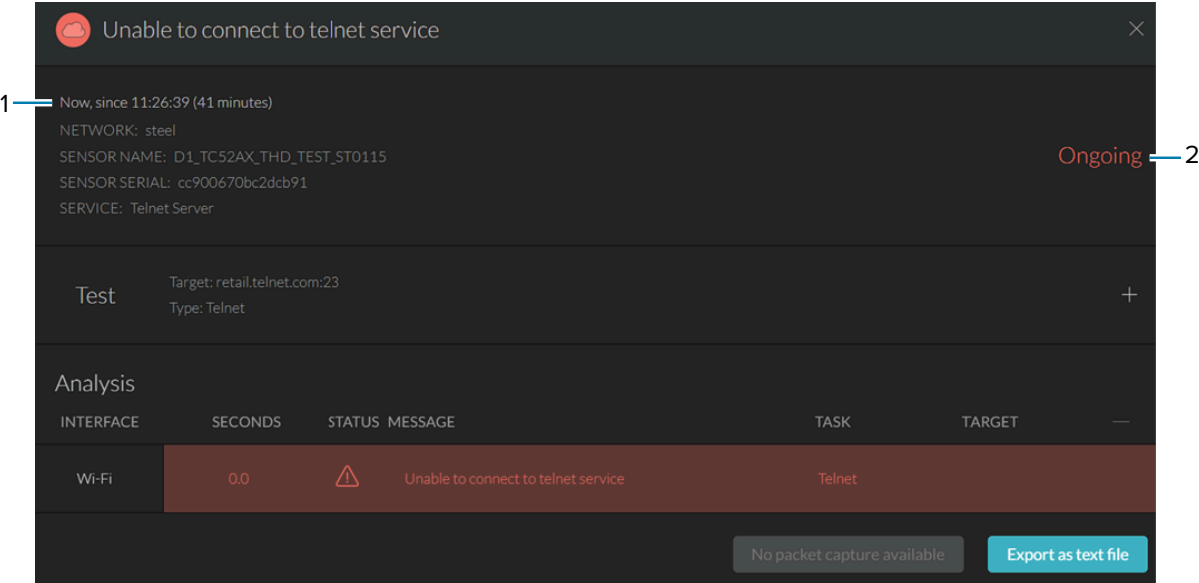 Unable to connect to telnet service
1
Now, since 11:26:39 (41 minutes)
NETWORK: steel
SENSOR NAME: D1_TC52AX_THD_TEST_ST0115
Ongoing
2
SENSOR SERIAL: cc900670bc2dcb91
SERVICE: Telnet Server
Test
Target: retail.telnet.com:23
Type: Telnet
Analysis
INTERFACE SECONDS STATUS MESSAGE TASK TARGET
Wi-Fi 0.0 Unable to connect to telnet service Telnet
No packet capture available
Export as text file